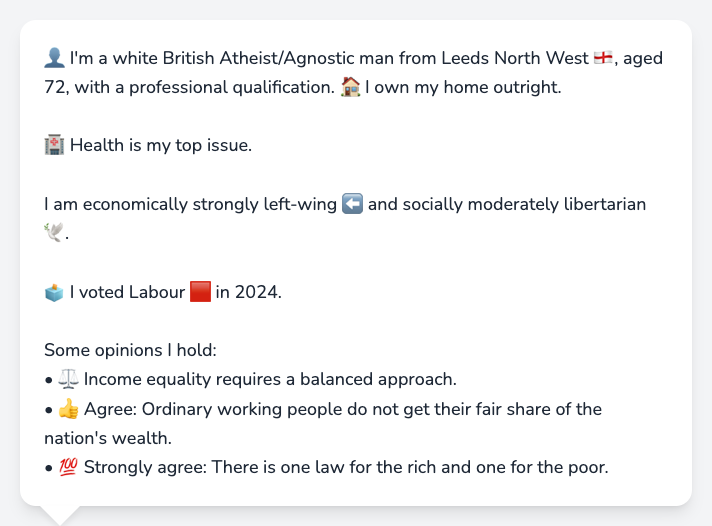 👤 I'm a white British Atheist/Agnostic man from Leeds North West 🏴󠁧󠁢󠁥󠁮󠁧󠁿, aged
72, with a professional qualification. 🏠 I own my home outright.
🏥 Health is my top issue.
I am economically strongly left-wing ⬅️ and socially moderately libertarian
🕊️.
🗳️ I voted Labour 🟥 in 2024.
Some opinions I hold:
• ⚖️ Income equality requires a balanced approach.
• 👍 Agree: Ordinary working people do not get their fair share of the
nation's wealth.
• 💯 Strongly agree: There is one law for the rich and one for the poor.